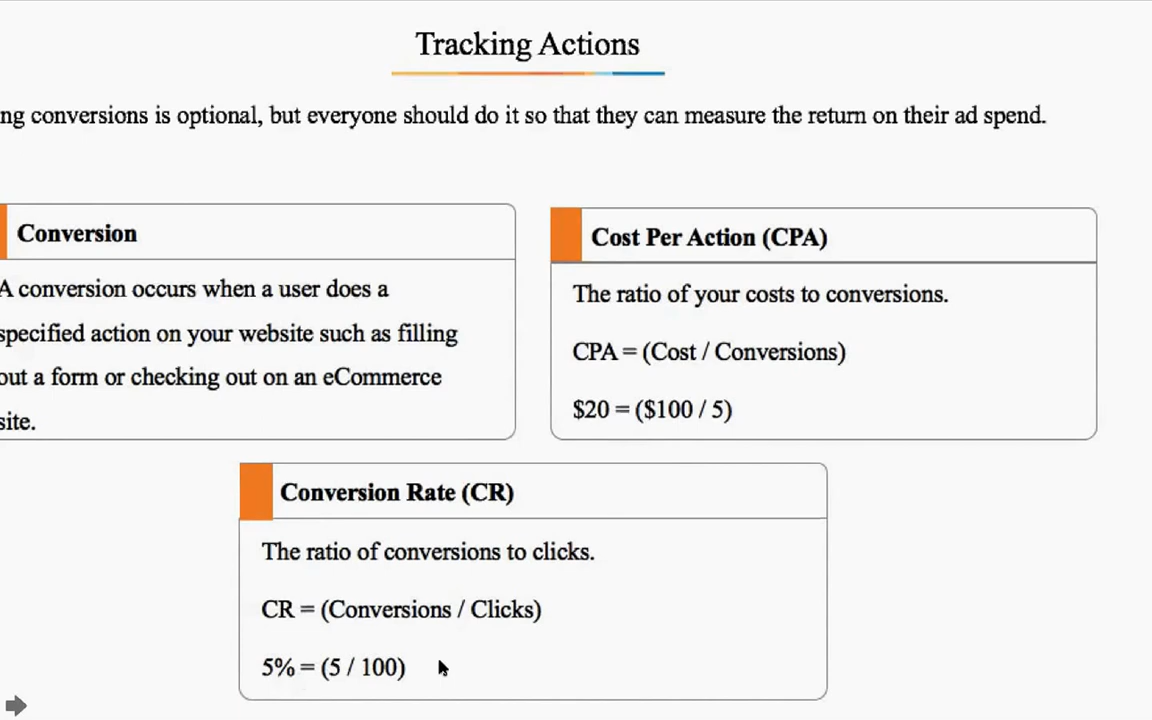 Tracking Actions
ng conversions is optional, but everyone should do it so that they can measure the return on their ad spend.
Conversion
A conversion occurs when a user does a
specified action on your website such as filling
out a form or checking out on an eCommerce
site.
Cost Per Action (CPA)
The ratio of your costs to conversions.
CPA = (Cost / Conversions)
$20 = ($100 / 5)
Conversion Rate (CR)
The ratio of conversions to clicks.
CR = (Conversions / Clicks)
5% = (5 / 100)